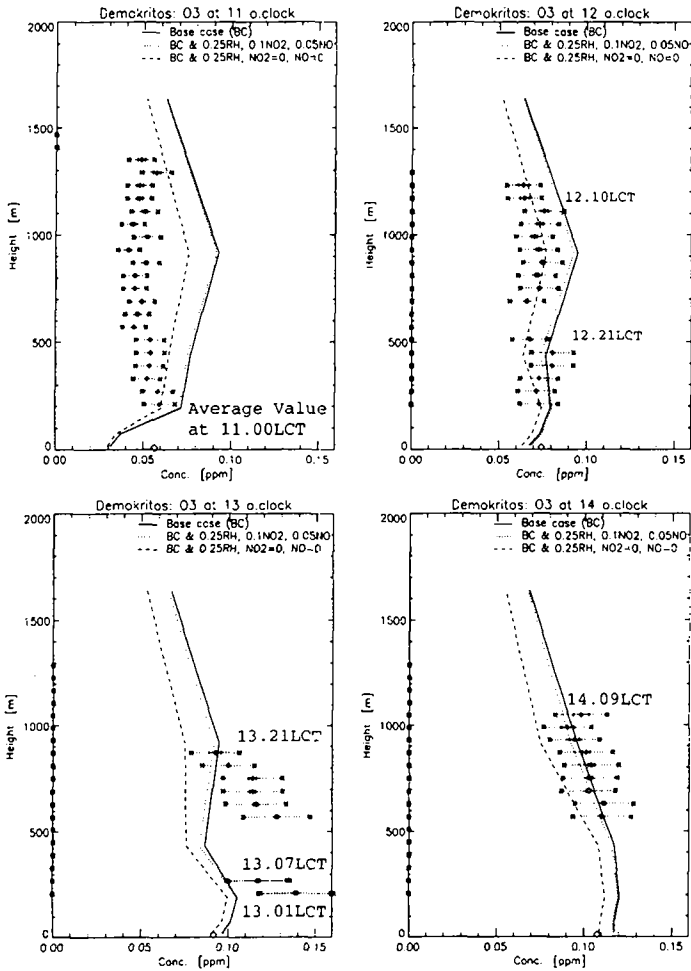 Demokritos: O3 at 11 o.clock
Base case (BC)
BC & 0.25RH, 0.1NO2, 0.05NO
BC & 0.25RH, NO2=0, NO=0
2000
1500
1000
500
0
Height [m]
Average Value
at 11.00LCT
0.00
0.05
0.10
0.15
Conc. [ppm]
Demokritos: O3 at 12 o.clock
Base case (BC)
BC & 0.25RH, 0.1NO2, 0.05NO
BC & 0.25RH, NO2=0, NO=0
2000
1500
1000
500
0
Height [m]
12.10LCT
12.21LCT
0.00
0.05
0.10
0.15
Conc. [ppm]
Demokritos: O3 at 13 o.clock
Base case (BC)
BC & 0.25RH, 0.1NO2, 0.05NO
BC & 0.25RH, NO2=0, NO=0
2000
1500
1000
500
0
Height [m]
13.21LCT
13.07LCT
13.01LCT
0.00
0.05
0.10
0.15
Conc. [ppm]
Demokritos: O3 at 14 o.clock
Base case (BC)
BC & 0.25RH, 0.1NO2, 0.05NO
BC & 0.25RH, NO2=0, NO=0
2000
1500
1000
500
0
Height [m]
14.09LCT
0.00
0.05
0.10
0.15
Conc. [ppm]